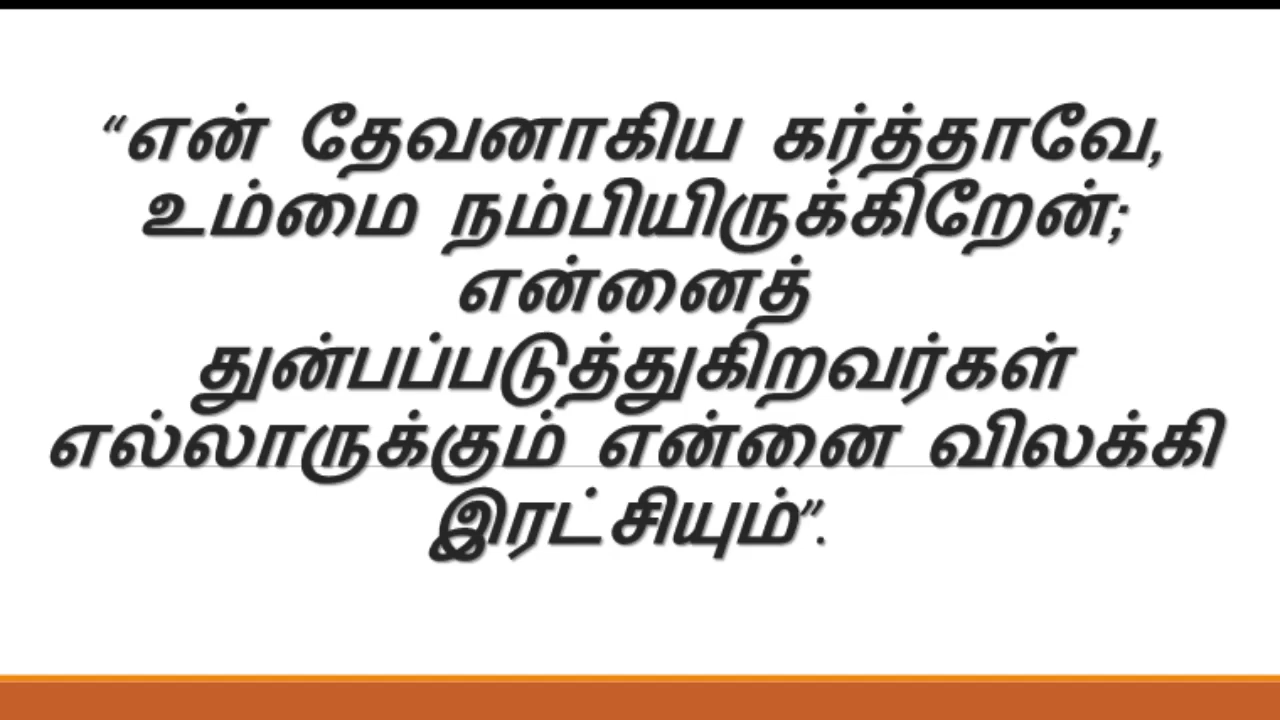 “என் தேவனாகிய கர்த்தாவே,
உம்மை நம்பியிருக்கிறேன்;
என்னைத்
துன்பப்படுத்துகிறவர்கள்
எல்லாருக்கும் என்னை விலக்கி
இரட்சியும்”.